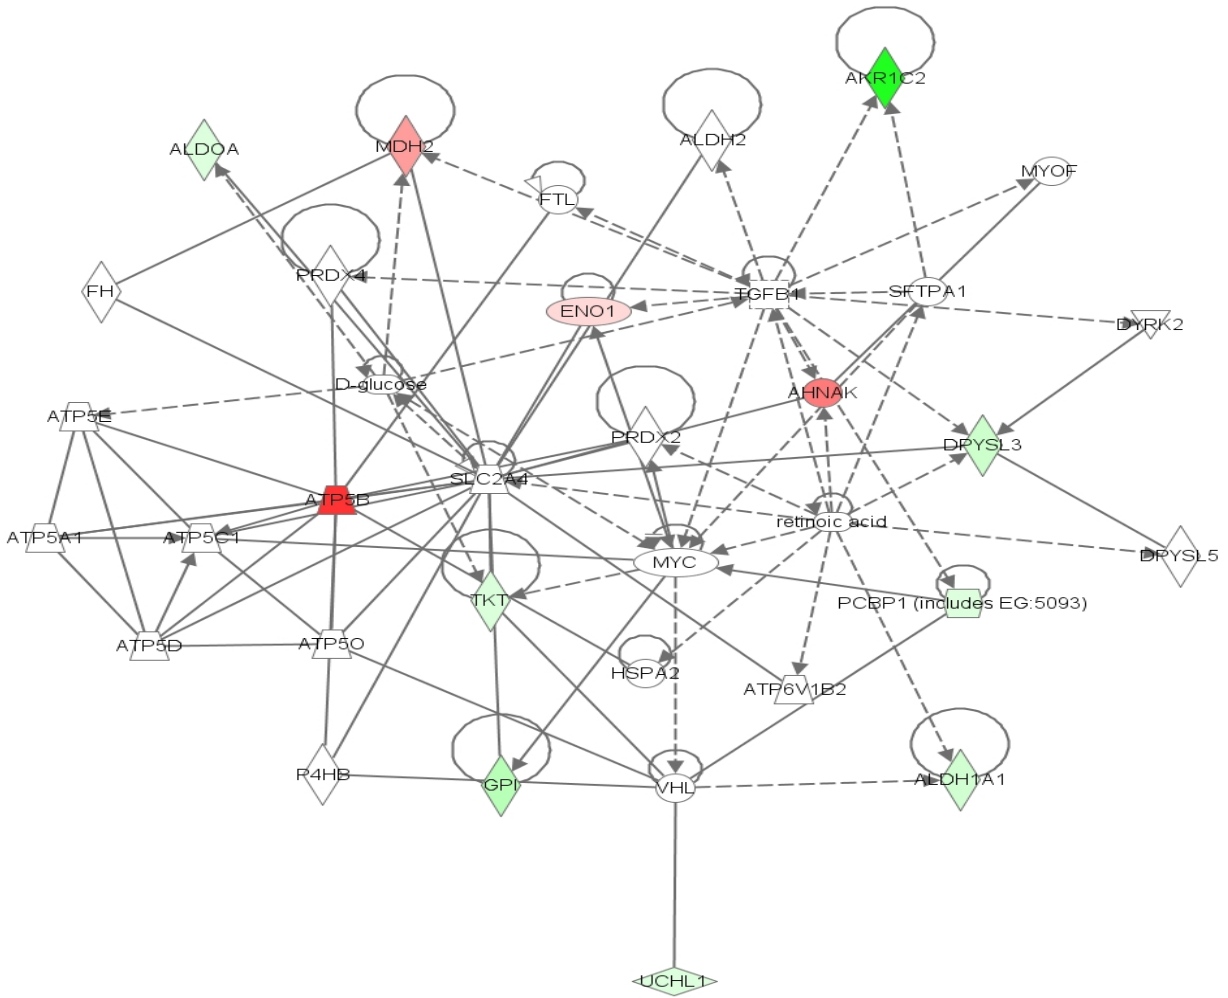 AKR1C2
ALDH2
MDH2
ALDOA
MYOF
FTL
PRDX4
FH
TGFB1
SFTPA1
ENO1
DYRK2
D-glucose
AHNAK
ATP5E
PRDX2
DPYSL3
SLC2A4
ATP5B
retinoic acid
ATP5A1
ATP5C1
DPYSL5
MYC
TKT
PCBP1 (includes EG:5093)
ATP5D
ATP5O
HSPA2
ATP6V1B2
P4HB
GPI
VHL
ALDH1A1
UCHL1